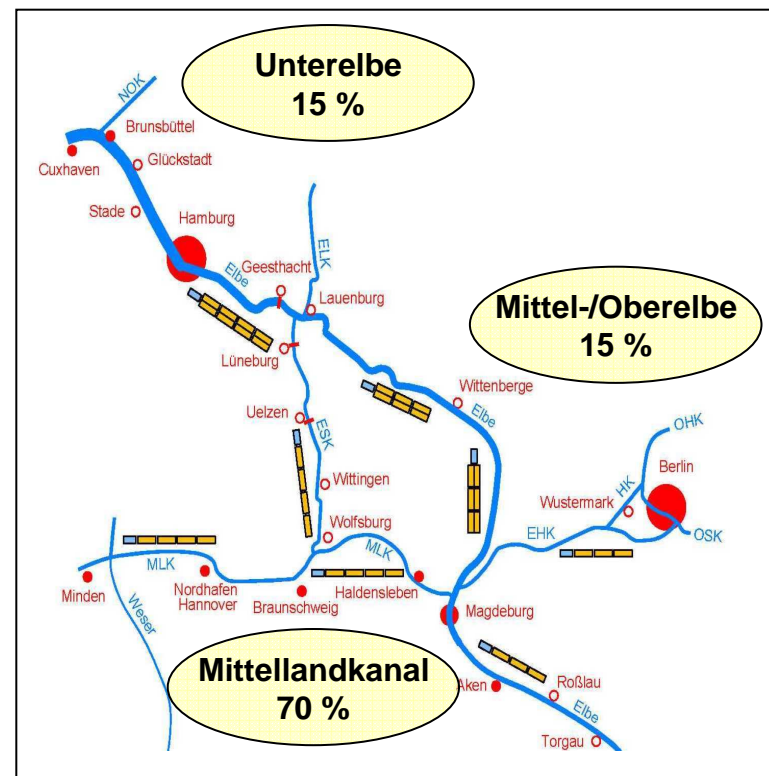 Unterelbe
15 %
NOK
Brunsbüttel
Cuxhaven
Glückstadt
Stade
Hamburg
Elbe
Geesthacht
ELK
Lauenburg
Mittel-/Oberelbe
15 %
Lüneburg
Wittenberge
Elbe
Uelzen
ESK
OHK
Berlin
Wittingen
HK
Wustermark
Wolfsburg
EHK
OSK
MLK
MLK
Minden
Nordhafen
Hannover
Weser
Braunschweig
Haldensleben
Magdeburg
Mittellandkanal
70 %
Aken
Roßlau
Elbe
Torgau